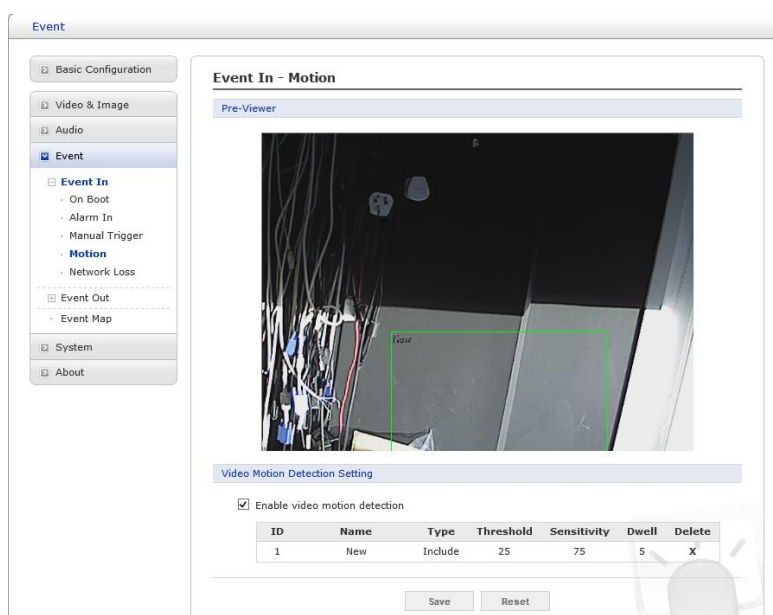 Event
Basic Configuration
Video & Image
Audio
Event
Event In
On Boot
Alarm In
Manual Trigger
Motion
Network Loss
Event Out
Event Map
System
About
Event In - Motion
Pre-Viewer
New
Video Motion Detection Setting
Enable video motion detection
ID Name Type Threshold Sensitivity Dwell Delete
1 New Include 25 75 5 X
Save Reset